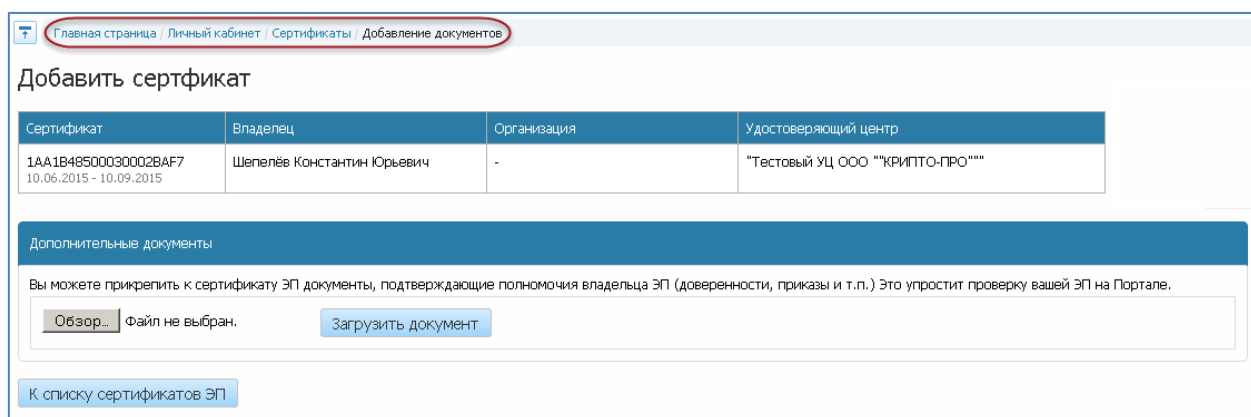 Главная страница / Личный кабинет / Сертификаты / Добавление документов
Добавить сертфикат
Сертификат Владелец Организация Удостоверяющий центр
1AA1B48500030002BAF7 Шепелёв Константин Юрьевич - "Тестовый УЦ ООО ""КРИПТО-ПРО"""
10.06.2015 - 10.09.2015
Дополнительные документы
Вы можете прикрепить к сертификату ЭП документы, подтверждающие полномочия владельца ЭП (доверенности, приказы и т.п.) Это упростит проверку вашей ЭП на Портале.
Обзор... Файл не выбран. Загрузить документ
К списку сертификатов ЭП